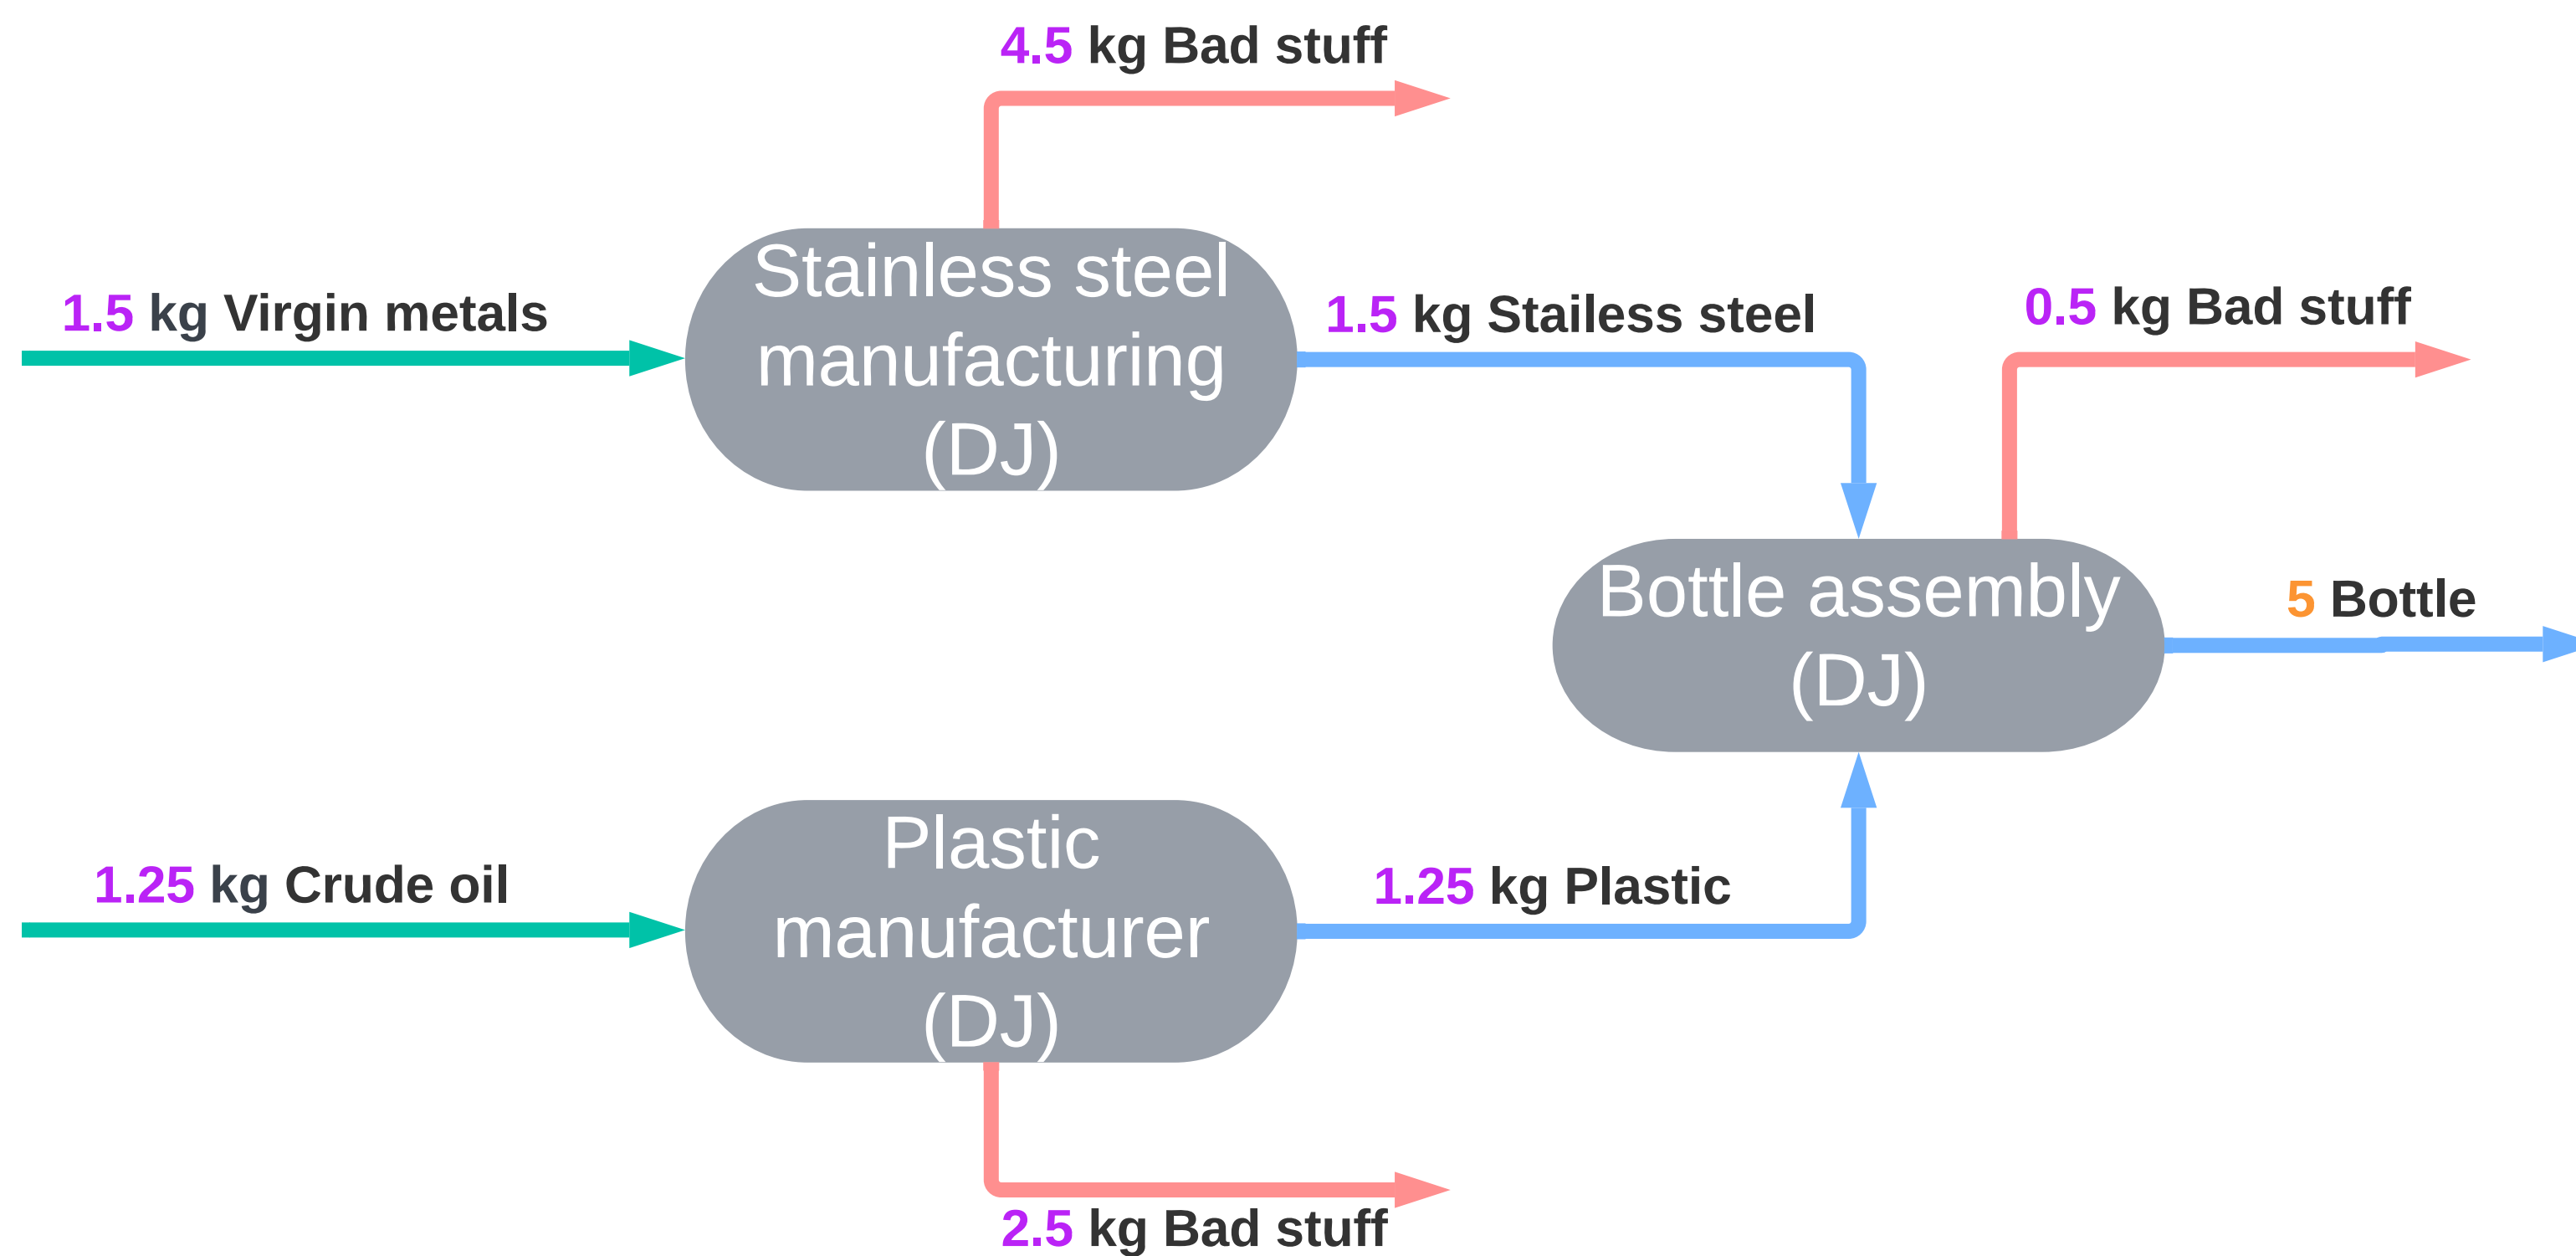 4.5 kg Bad stuff
1.5 kg Virgin metals
Stainless steel
manufacturing
(DJ)
1.5 kg Stailess steel
0.5 kg Bad stuff
Bottle assembly
(DJ)
5 Bottle
1.25 kg Crude oil
Plastic
manufacturer
(DJ)
1.25 kg Plastic
2.5 kg Bad stuff